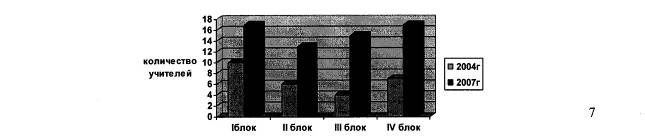 18
16
14
12
10
8
6
4
2
0
количество
учителей
Iблок
II блок
III блок
IV блок
2004г
2007г
7